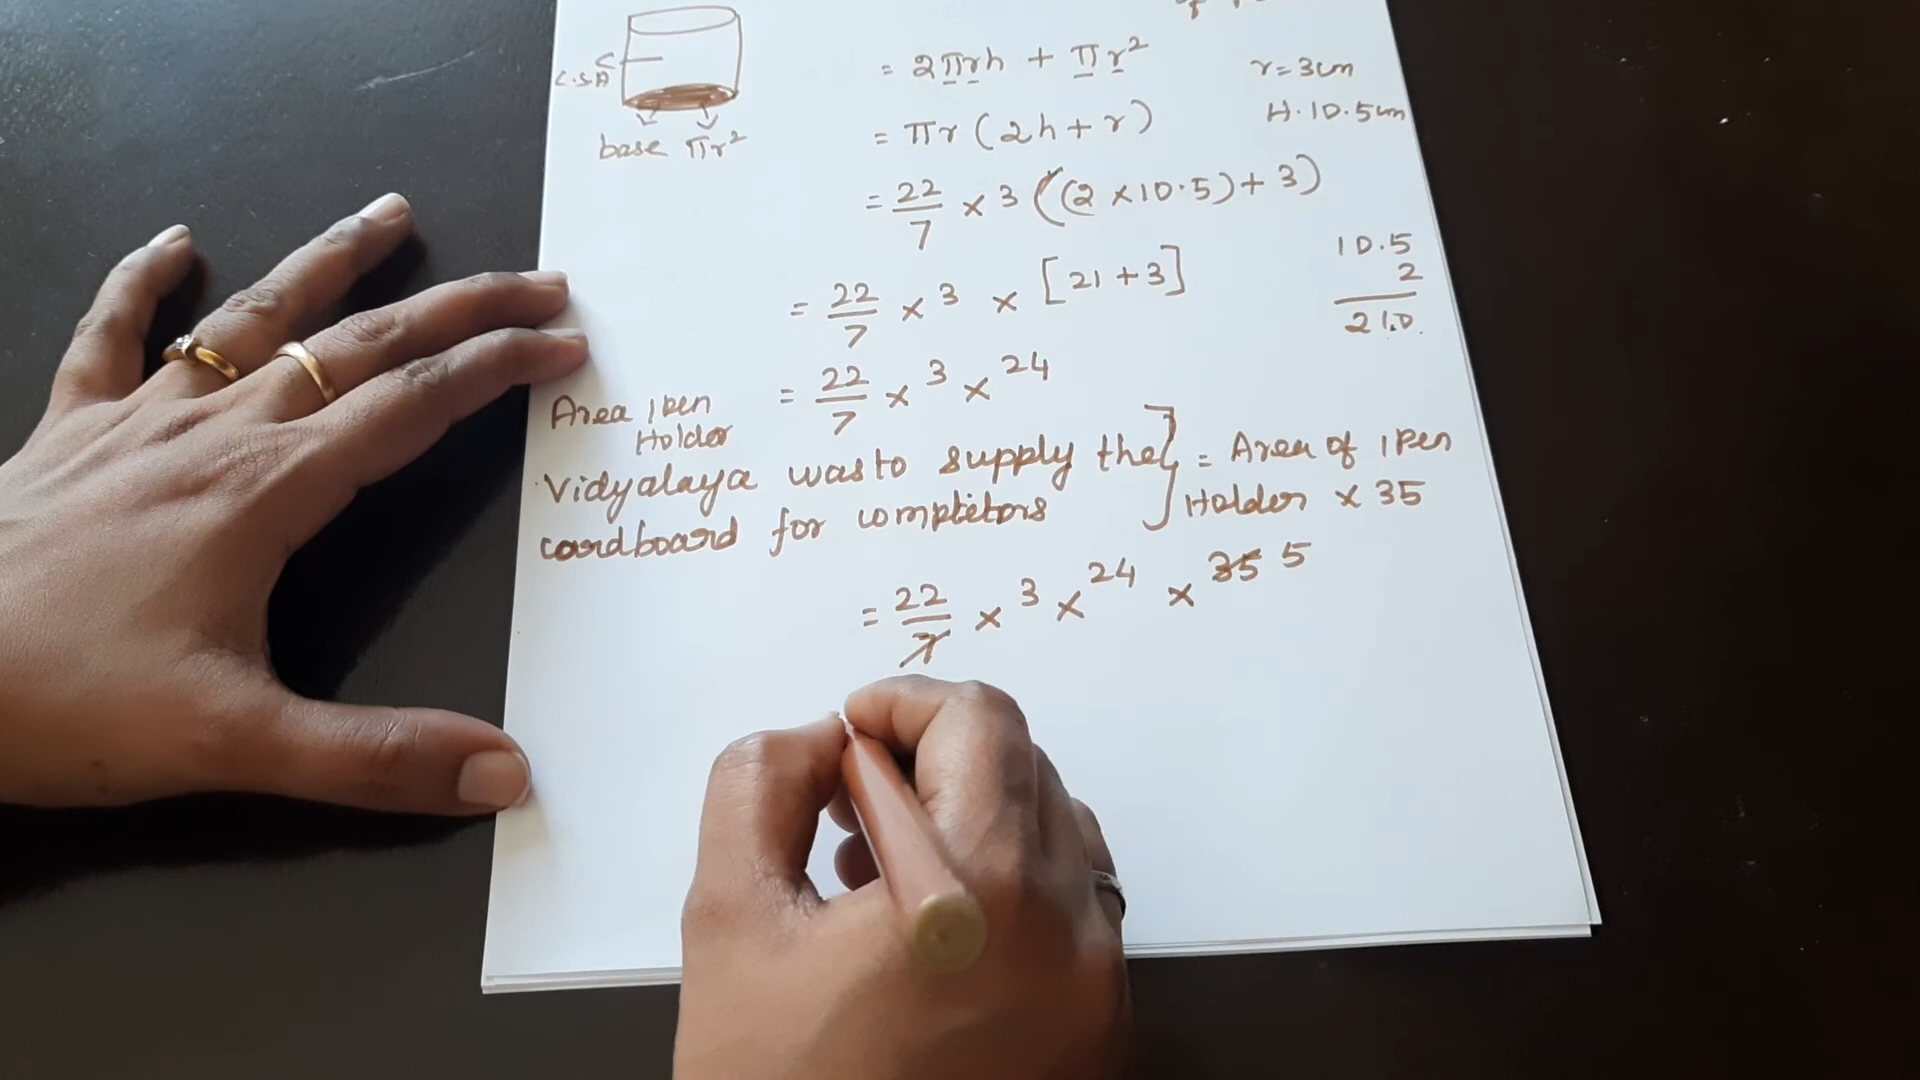 C.S.A
base πr²
= 2πrh + πr²
r=3cm
= πr (2h+r)
H.10.5cm
= 22/7 × 3 ((2 ×10.5)+3)
= 22/7 × 3 × [21+3]
10.5
2
21.0.
= 22/7 × 3 × 24
Area 1 pen
Holder
Vidyalaya was to supply the
cardboard for comptetors
= Area of 1 pen
Holder × 35
= 22/7 × 3 × 24 × 35 5